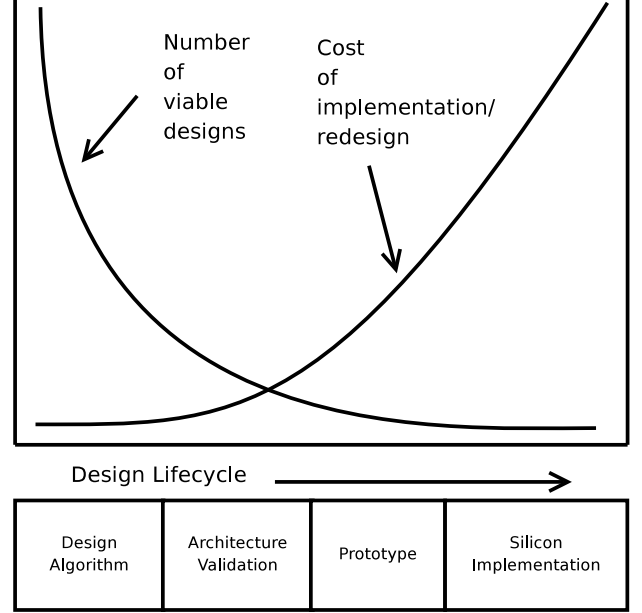 Number
of
viable
designs
Cost
of
implementation/
redesign
Design Lifecycle
Design
Algorithm
Architecture
Validation
Prototype
Silicon
Implementation